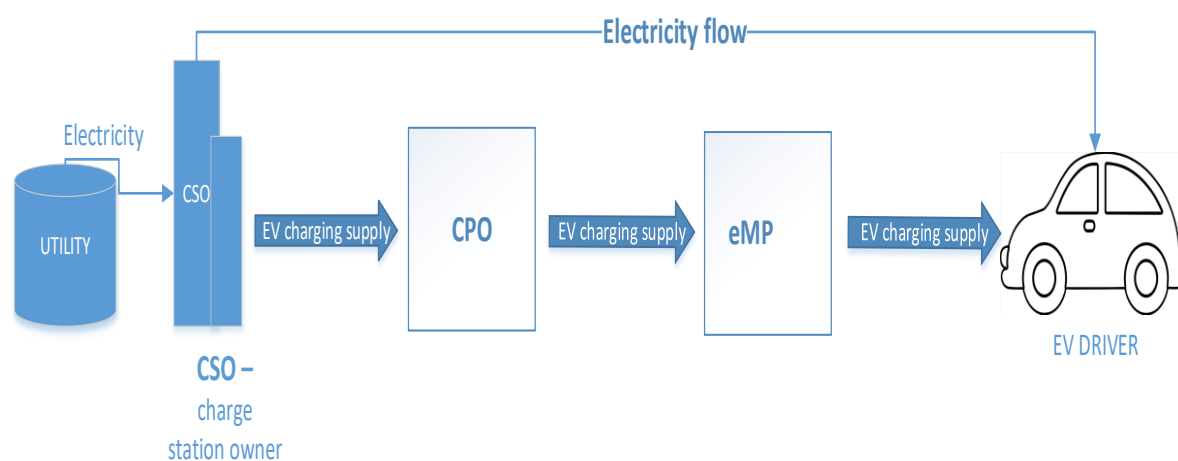 Electricity flow
Electricity
CSO
UTILITY
EV charging supply
CPO
EV charging supply
eMP
EV charging supply
EV DRIVER
CSO –
charge
station owner